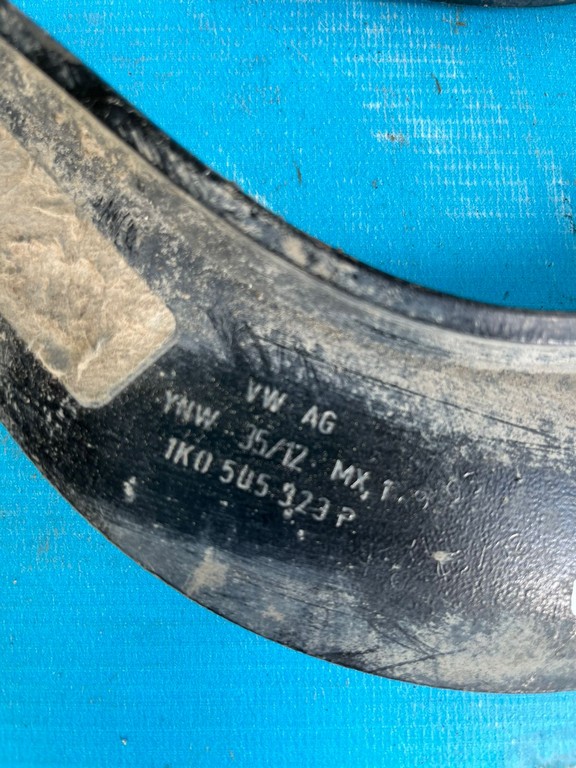 VW AG
YNW 35/12 MX,
1K0 505 323 P